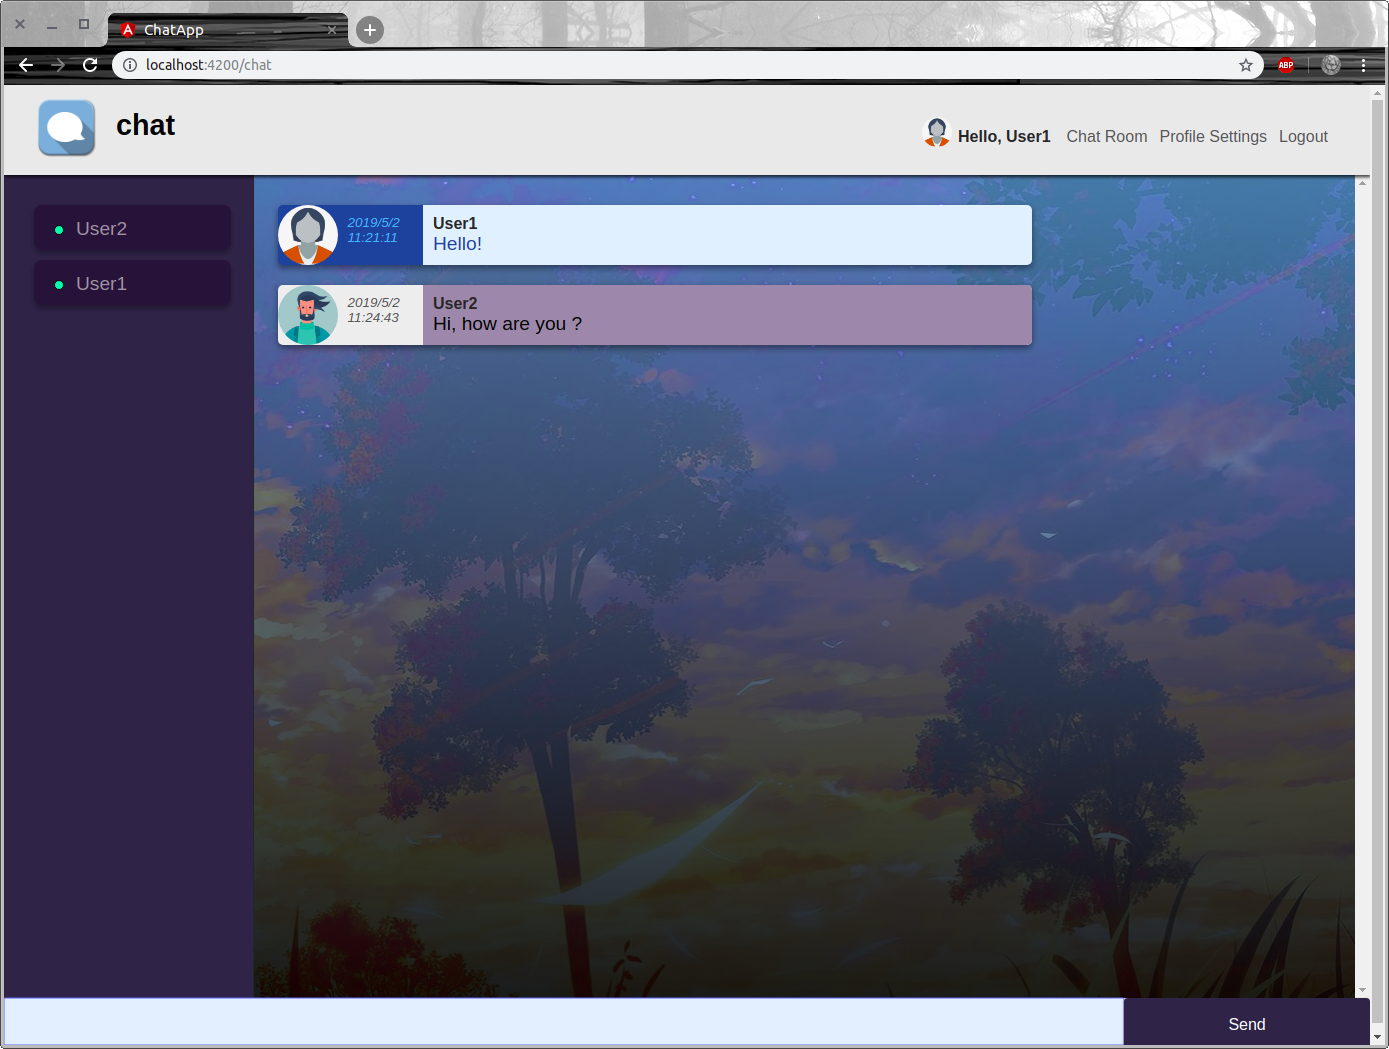 ChatApp
localhost:4200/chat
ABP
chat
Hello, User1 Chat Room Profile Settings Logout
User2
User1
2019/5/2
11:21:11
User1
Hello!
2019/5/2
11:24:43
User2
Hi, how are you ?
Send